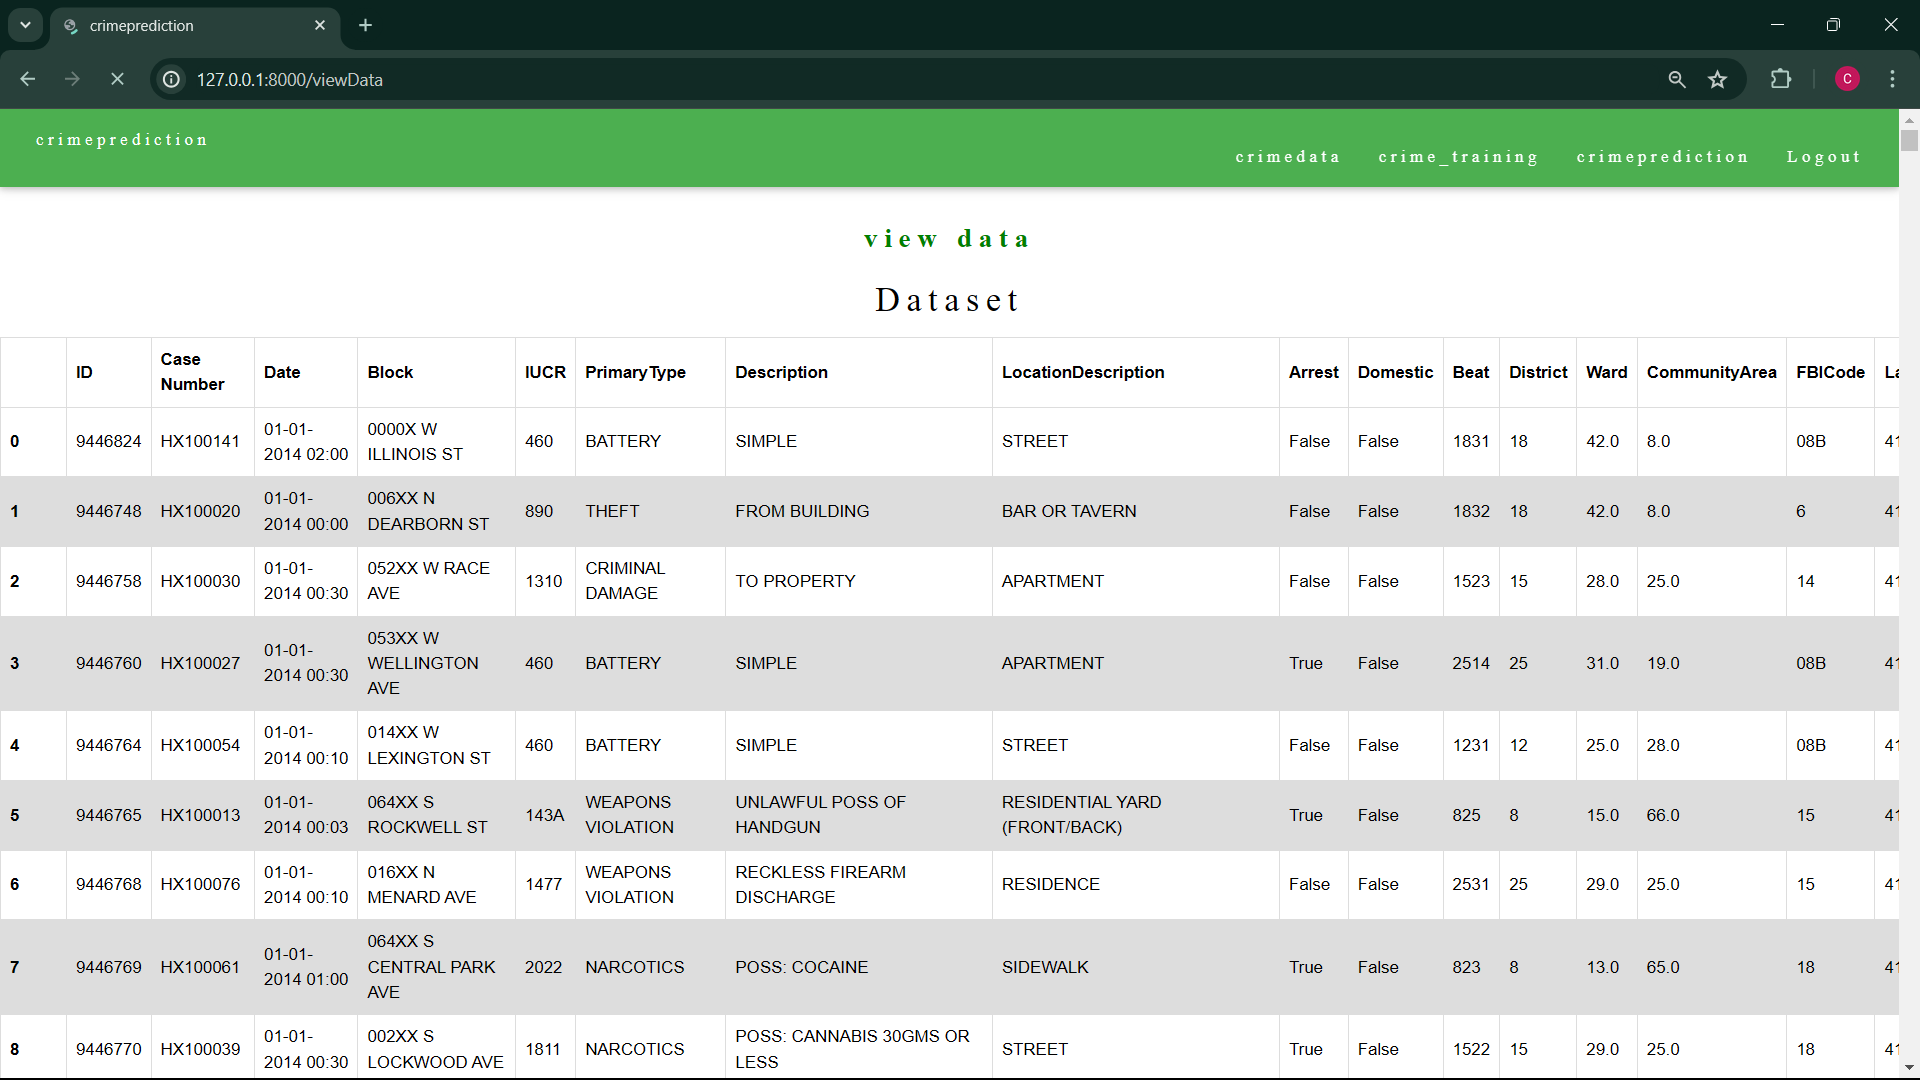 crimeprediction
127.0.0.1:8000/viewData
C
crimeprediction
crimedata crime_training crimeprediction Logout
view data
Dataset
ID Case Number Date Block IUCR PrimaryType Description LocationDescription Arrest Domestic Beat District Ward CommunityArea FBICode La
0 9446824 HX100141 01-01-2014 02:00 0000X W ILLINOIS ST 460 BATTERY SIMPLE STREET False False 1831 18 42.0 8.0 08B 41
1 9446748 HX100020 01-01-2014 00:00 006XX N DEARBORN ST 890 THEFT FROM BUILDING BAR OR TAVERN False False 1832 18 42.0 8.0 6 41
2 9446758 HX100030 01-01-2014 00:30 052XX W RACE AVE 1310 CRIMINAL DAMAGE TO PROPERTY APARTMENT False False 1523 15 28.0 25.0 14 41
3 9446760 HX100027 01-01-2014 00:30 053XX W WELLINGTON AVE 460 BATTERY SIMPLE APARTMENT True False 2514 25 31.0 19.0 08B 41
4 9446764 HX100054 01-01-2014 00:10 014XX W LEXINGTON ST 460 BATTERY SIMPLE STREET False False 1231 12 25.0 28.0 08B 41
5 9446765 HX100013 01-01-2014 00:03 064XX S ROCKWELL ST 143A WEAPONS VIOLATION UNLAWFUL POSS OF HANDGUN RESIDENTIAL YARD (FRONT/BACK) True False 825 8 15.0 66.0 15 41
6 9446768 HX100076 01-01-2014 00:10 016XX N MENARD AVE 1477 WEAPONS VIOLATION RECKLESS FIREARM DISCHARGE RESIDENCE False False 2531 25 29.0 25.0 15 41
7 9446769 HX100061 01-01-2014 01:00 064XX S CENTRAL PARK AVE 2022 NARCOTICS POSS: COCAINE SIDEWALK True False 823 8 13.0 65.0 18 41
8 9446770 HX100039 01-01-2014 00:30 002XX S LOCKWOOD AVE 1811 NARCOTICS POSS: CANNABIS 30GMS OR LESS STREET True False 1522 15 29.0 25.0 18 41